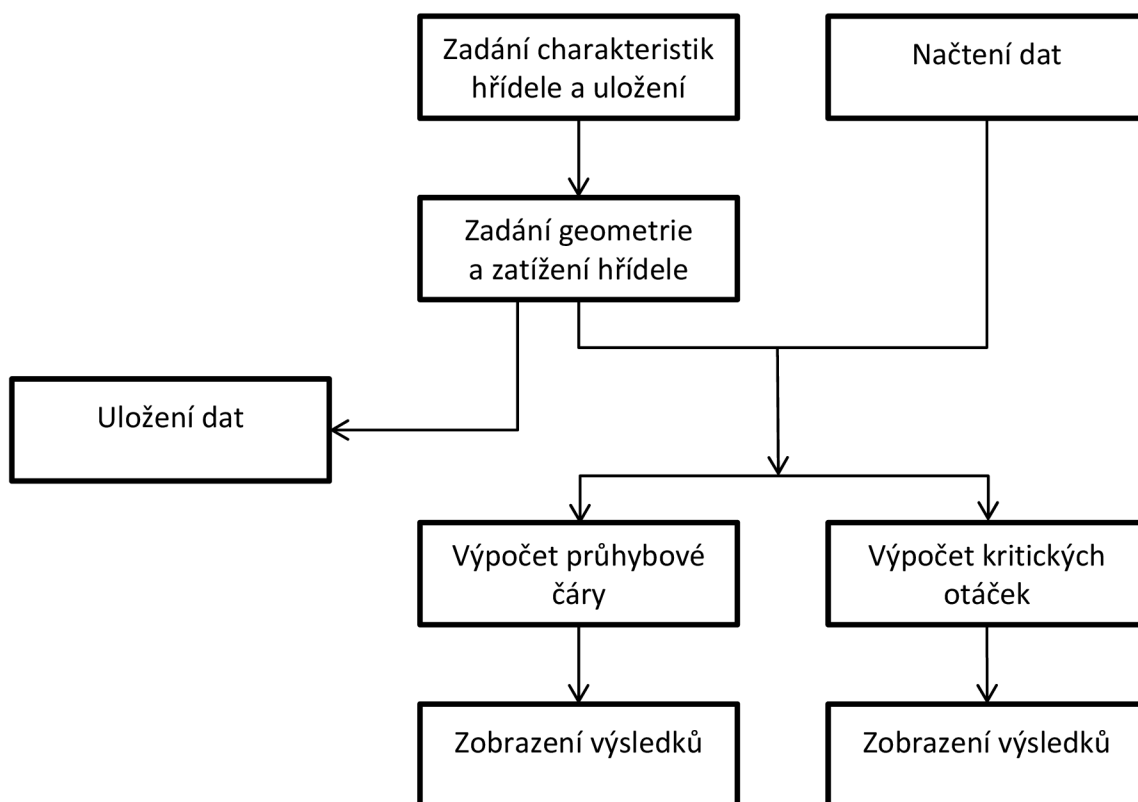 Zadání charakteristik
hřídele a uložení
Načtení dat
Zadání geometrie
a zatížení hřídele
Uložení dat
Výpočet průhybové
čáry
Výpočet kritických
otáček
Zobrazení výsledků
Zobrazení výsledků